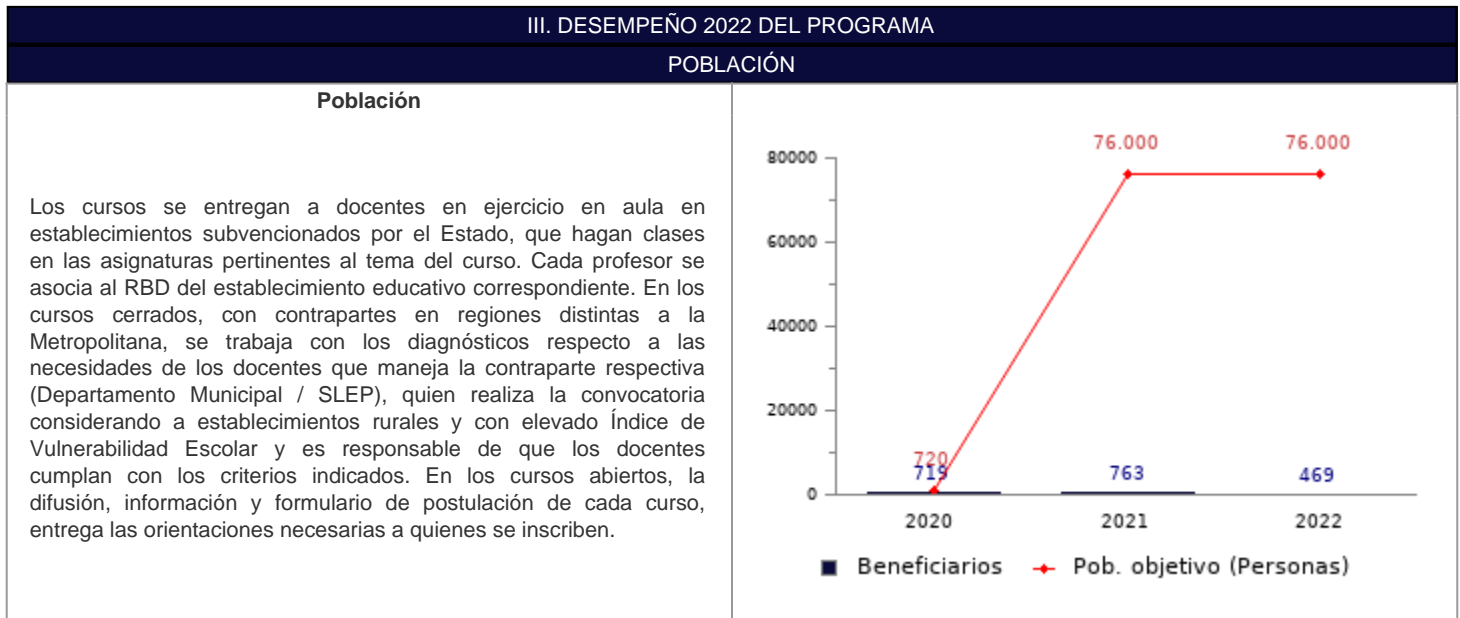 III. DESEMPEÑO 2022 DEL PROGRAMA
POBLACIÓN
Población
Los cursos se entregan a docentes en ejercicio en aula en
establecimientos subvencionados por el Estado, que hagan clases
en las asignaturas pertinentes al tema del curso. Cada profesor se
asocia al RBD del establecimiento educativo correspondiente. En los
cursos cerrados, con contrapartes en regiones distintas a la
Metropolitana, se trabaja con los diagnósticos respecto a las
necesidades de los docentes que maneja la contraparte respectiva
(Departamento Municipal / SLEP), quien realiza la convocatoria
considerando a establecimientos rurales y con elevado Índice de
Vulnerabilidad Escolar y es responsable de que los docentes
cumplan con los criterios indicados. En los cursos abiertos, la
difusión, información y formulario de postulación de cada curso,
entrega las orientaciones necesarias a quienes se inscriben.
76.000 76.000
80000
60000
40000
20000
720
719 763 469
0
2020 2021 2022
Beneficiarios Pob. objetivo (Personas)